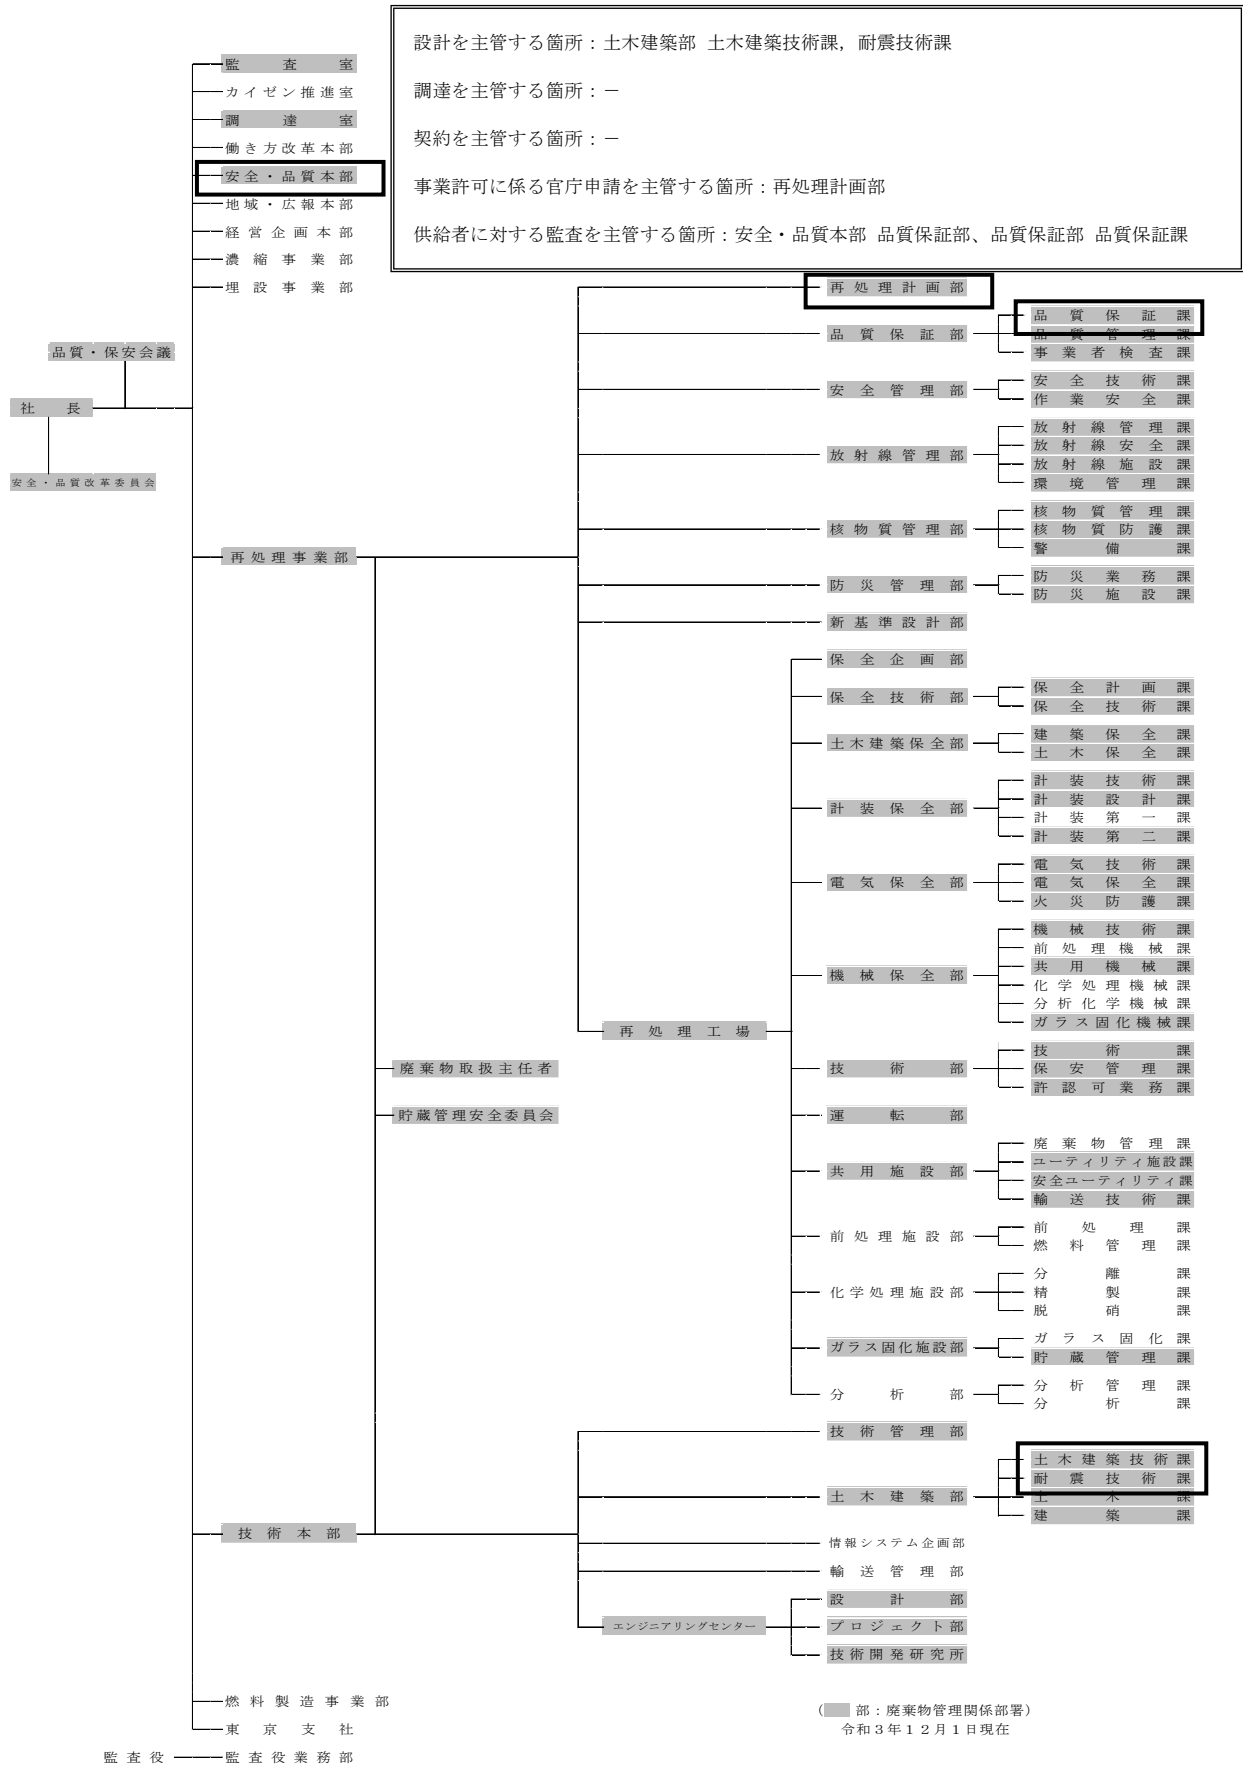 設計を主管する箇所：土木建築部 土木建築技術課，耐震技術課
調達を主管する箇所：－
契約を主管する箇所：－
事業許可に係る官庁申請を主管する箇所：再処理計画部
供給者に対する監査を主管する箇所：安全・品質本部 品質保証部、品質保証部 品質保証課
監査室
カイゼン推進室
調達室
働き方改革本部
安全・品質本部
地域・広報本部
経営企画本部
濃縮事業部
埋設事業部
品質・保安会議
社長
安全・品質改革委員会
再処理事業部
再処理計画部
品質保証部
品質保証課
品質管理課
事業者検査課
安全管理部
安全技術課
作業安全課
放射線管理部
放射線管理課
放射線安全課
放射線施設課
環境管理課
核物質管理部
核物質管理課
核物質防護課
警備課
防災管理部
防災業務課
防災施設課
新基準設計部
再処理工場
保全企画部
保全技術部
保全計画課
保全技術課
土木建築保全部
建築保全課
土木保全課
計装保全部
計装技術課
計装設計課
計装第一課
計装第二課
電気保全部
電気技術課
電気保全課
火災防護課
機械保全部
機械技術課
前処理機械課
共用機械課
化学処理機械課
分析化学機械課
ガラス固化機械課
技術部
技術課
保安管理課
許認可業務課
運転部
共用施設部
廃棄物管理課
ユーティリティ施設課
安全ユーティリティ課
輸送技術課
前処理施設部
前処理課
燃料管理課
化学処理施設部
分離課
精製課
脱硝課
ガラス固化施設部
ガラス固化課
貯蔵管理課
分析部
分析管理課
分析課
廃棄物取扱主任者
貯蔵管理安全委員会
技術本部
技術管理部
土木建築部
土木建築技術課
耐震技術課
土木課
建築課
情報システム企画部
輸送管理部
エンジニアリングセンター
設計部
プロジェクト部
技術開発研究所
燃料製造事業部
東京支社
監査役
監査役業務部
（ 部：廃棄物管理関係部署）
令和３年１２月１日現在